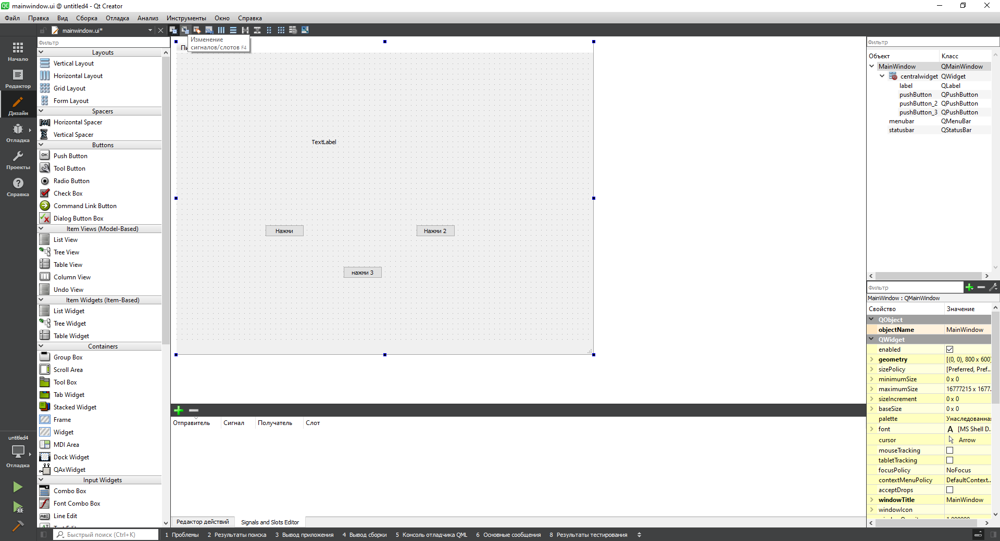 mainwindow.ui @ untitled4 - Qt Creator
Файл Правка Вид Сборка Отладка Анализ Инструменты Окно Справка
mainwindow.ui*
Изменение
сигналов/слотов F4
Фильтр
Layouts
Vertical Layout
Horizontal Layout
Grid Layout
Form Layout
Spacers
Horizontal Spacer
Vertical Spacer
Buttons
Push Button
Tool Button
Radio Button
Check Box
Command Link Button
Dialog Button Box
Item Views (Model-Based)
List View
Tree View
Table View
Column View
Undo View
Item Widgets (Item-Based)
List Widget
Tree Widget
Table Widget
Containers
Group Box
Scroll Area
Tool Box
Tab Widget
Stacked Widget
Frame
Widget
MDI Area
Dock Widget
QAxWidget
Input Widgets
Combo Box
Font Combo Box
Line Edit
Начало
Редактор
Дизайн
Отладка
Проекты
Справка
untitled4
Отладка
TextLabel
Нажми
Нажми 2
нажми 3
Отправитель Сигнал Получатель Слот
Редактор действий Signals and Slots Editor
Фильтр
Объект Класс
MainWindow QMainWindow
centralwidget QWidget
label QLabel
pushButton QPushButton
pushButton_2 QPushButton
pushButton_3 QPushButton
menubar QMenuBar
statusbar QStatusBar
Фильтр
MainWindow : QMainWindow
Свойство Значение
QObject
objectName MainWindow
QWidget
enabled
geometry [(0, 0), 800 x 600]
sizePolicy [Preferred, Pref...
minimumSize 0 x 0
maximumSize 16777215 x 1677...
sizeIncrement 0 x 0
baseSize 0 x 0
palette Унаследованная
font A [MS Shell D...
cursor Arrow
mouseTracking
tabletTracking
focusPolicy NoFocus
contextMenuPolicy DefaultContext...
acceptDrops
windowTitle MainWindow
windowIcon
Быстрый поиск (Ctrl+K) 1 Проблемы 2 Результаты поиска 3 Вывод приложения 4 Вывод сборки 5 Консоль отладчика QML 6 Основные сообщения 8 Результаты тестирования